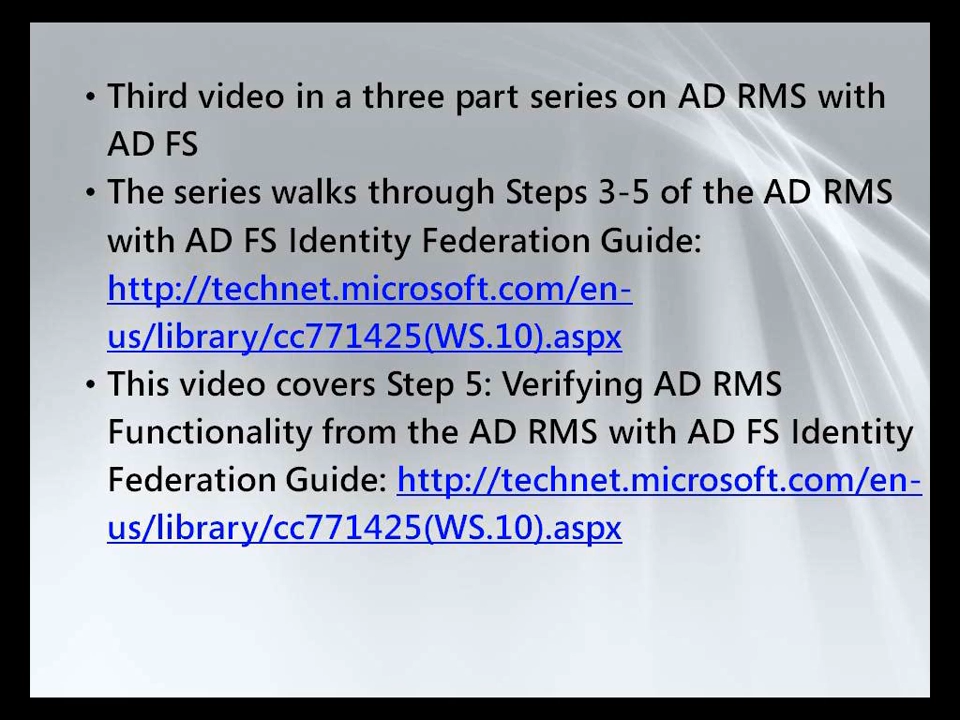 • Third video in a three part series on AD RMS with
AD FS
• The series walks through Steps 3-5 of the AD RMS
with AD FS Identity Federation Guide:
http://technet.microsoft.com/en-
us/library/cc771425(WS.10).aspx
• This video covers Step 5: Verifying AD RMS
Functionality from the AD RMS with AD FS Identity
Federation Guide: http://technet.microsoft.com/en-
us/library/cc771425(WS.10).aspx